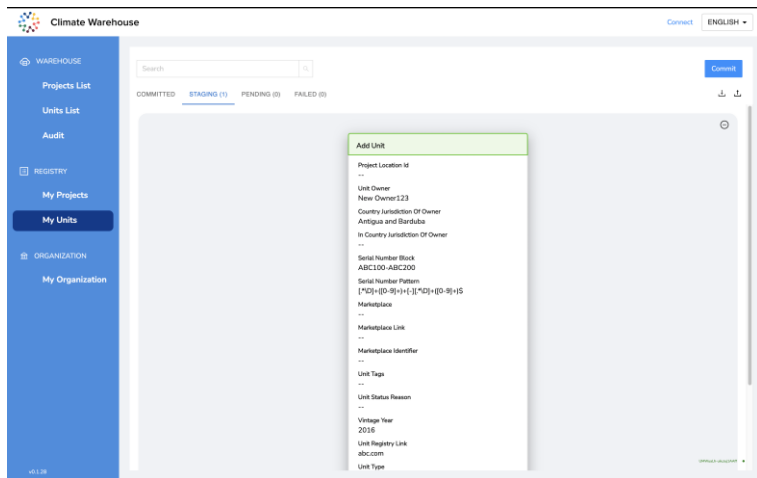 Climate Warehouse
Connect
ENGLISH
WAREHOUSE
Projects List
Units List
Audit
REGISTRY
My Projects
My Units
ORGANIZATION
My Organization
v0.1.28
Search
Commit
COMMITTED
STAGING (1)
PENDING (0)
FAILED (0)
Add Unit
Project Location Id
--
Unit Owner
New Owner123
Country Jurisdiction Of Owner
Antigua and Barduba
In Country Jurisdiction Of Owner
--
Serial Number Block
ABC100-ABC200
Serial Number Pattern
[.*\D]+([0-9]+)+[-][.*\D]+([0-9]+)$
Marketplace
--
Marketplace Link
--
Marketplace Identifier
--
Unit Tags
--
Unit Status Reason
--
Vintage Year
2016
Unit Registry Link
abc.com
Unit Type